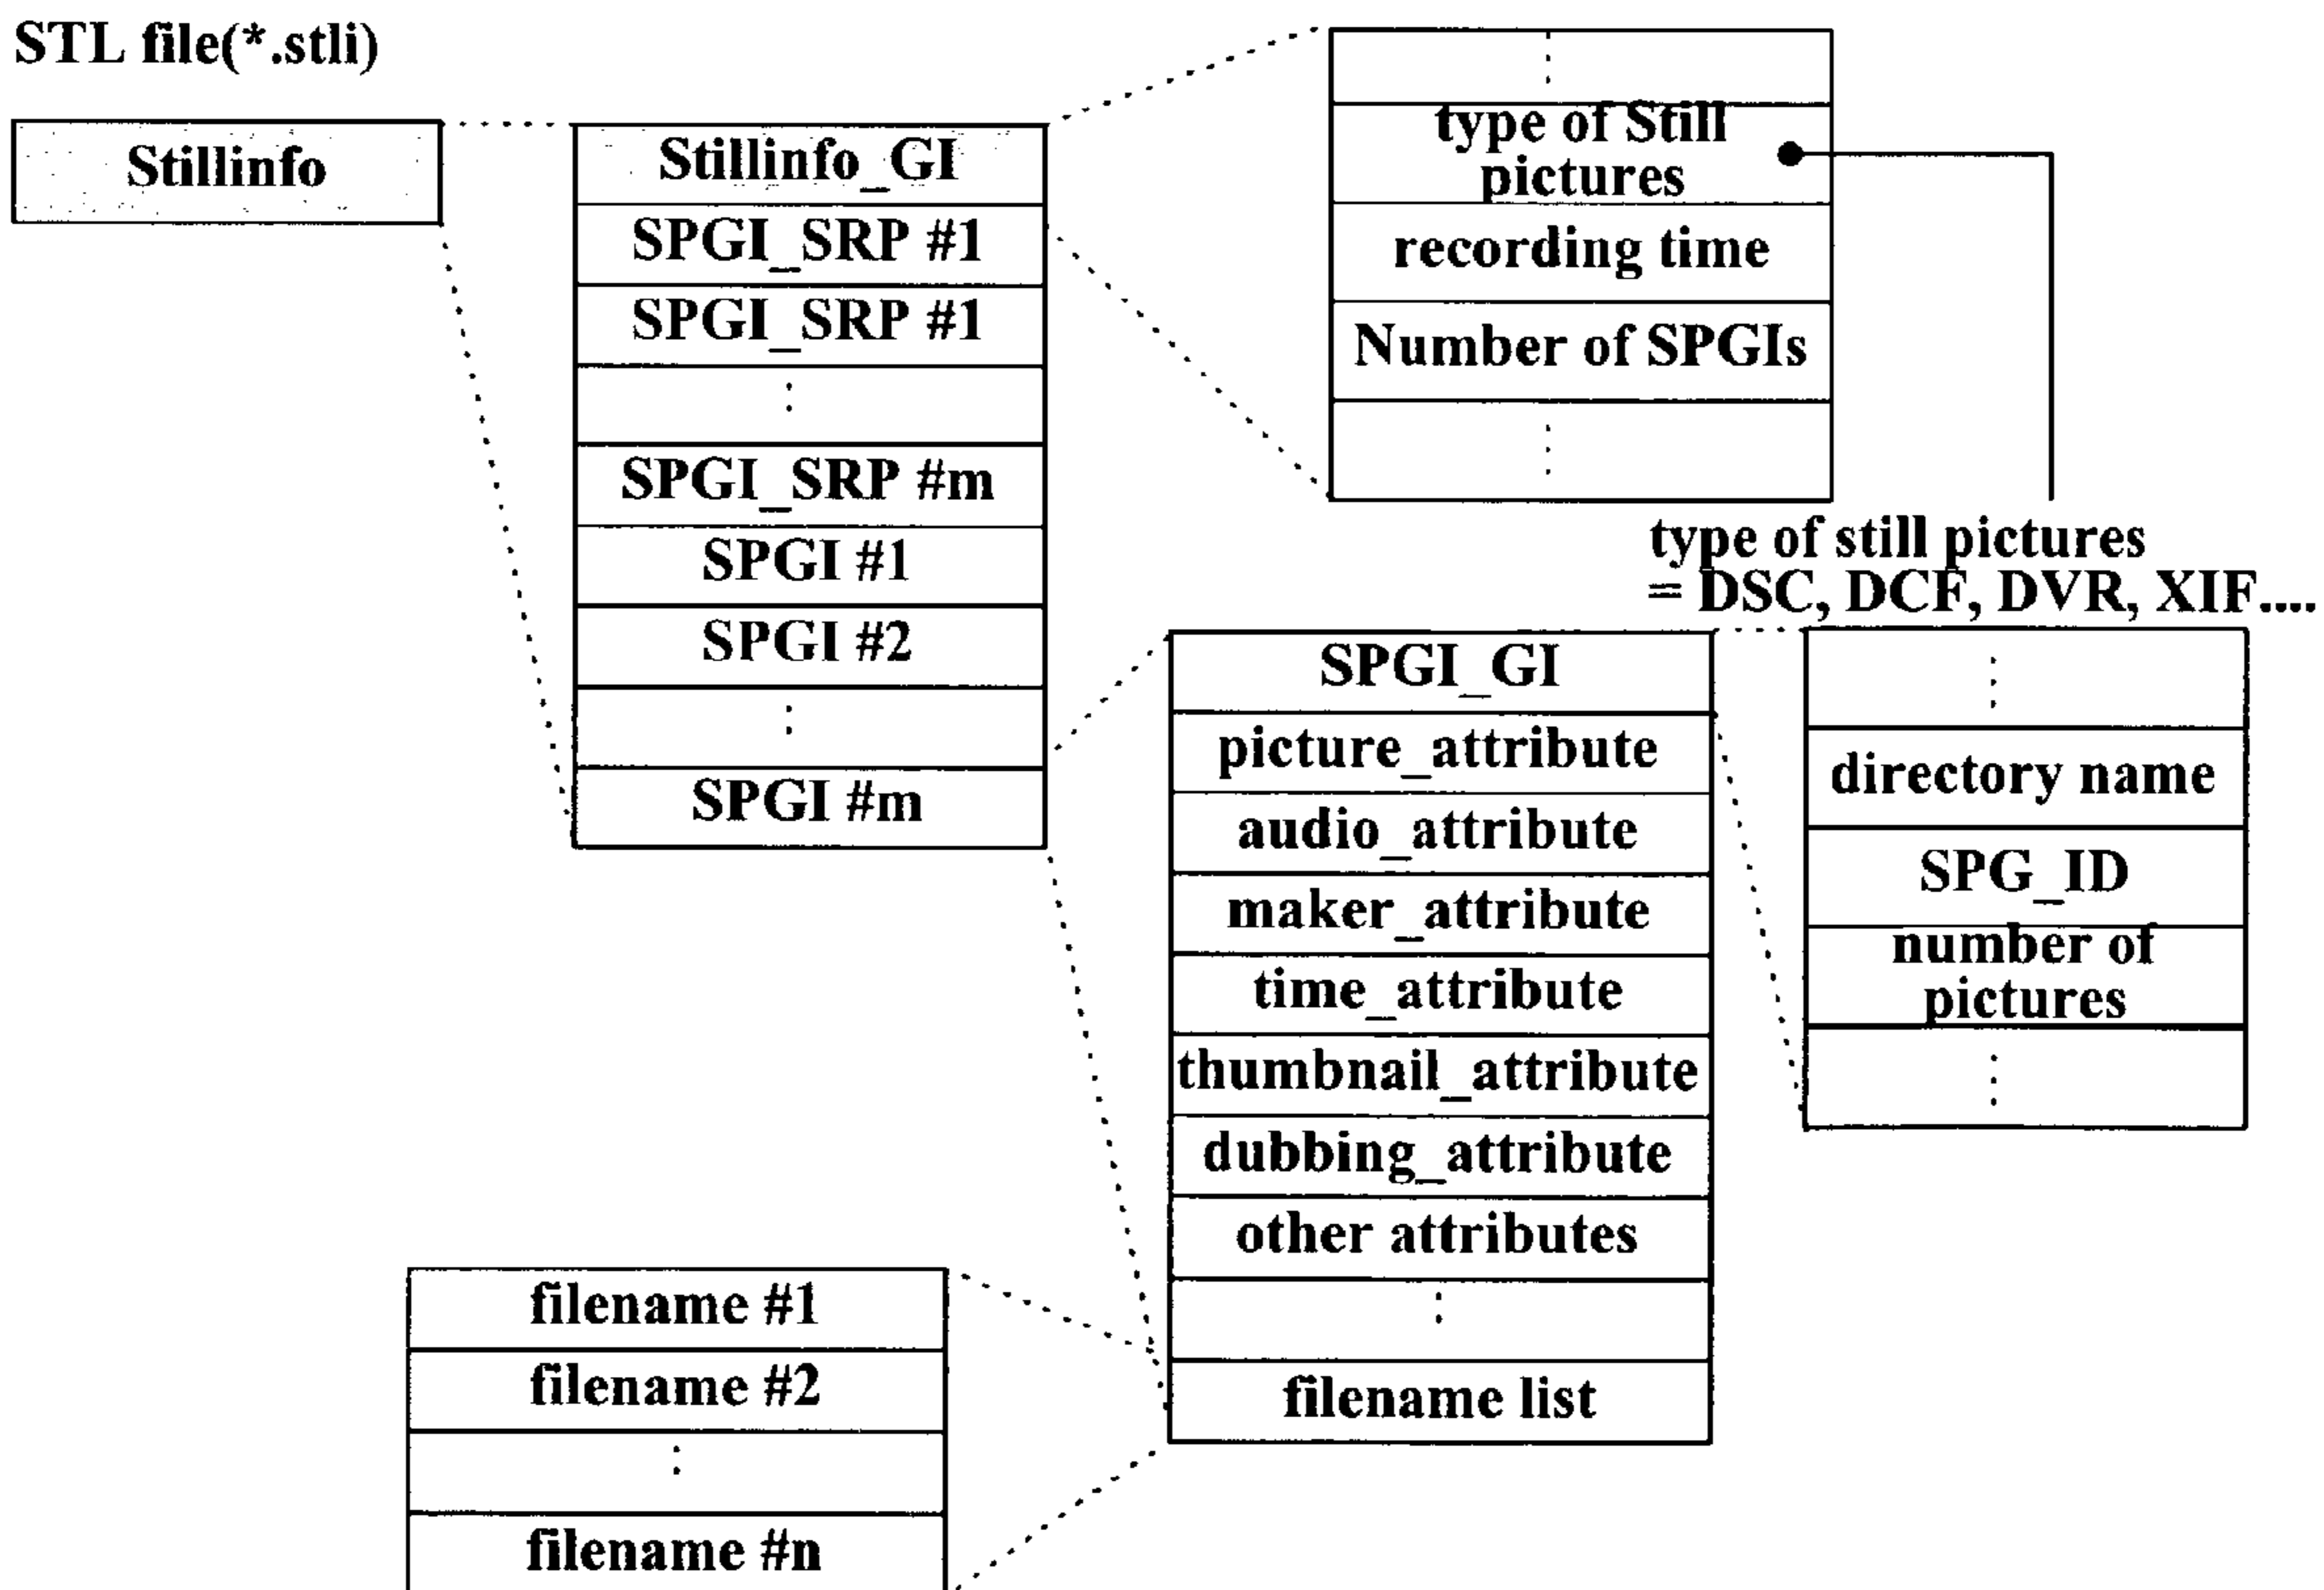 STL file(*.stli)
Stillinfo
Stillinfo_GI
SPGI_SRP #1
SPGI_SRP #1
SPGI_SRP #m
SPGI #1
SPGI #2
SPGI #m
type of Still
pictures
recording time
Number of SPGIs
type of still pictures
= DSC, DCF, DVR, XIF....
SPGI_GI
picture_attribute
audio_attribute
maker_attribute
time_attribute
thumbnail_attribute
dubbing_attribute
other attributes
filename list
directory name
SPG_ID
number of
pictures
filename #1
filename #2
filename #n